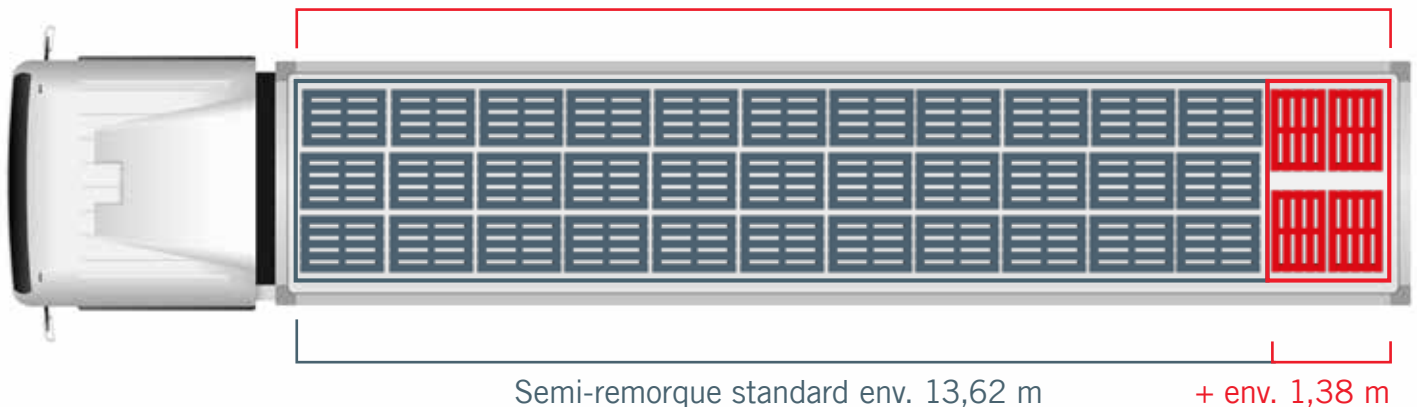 Semi-remorque standard env. 13,62 m
+ env. 1,38 m